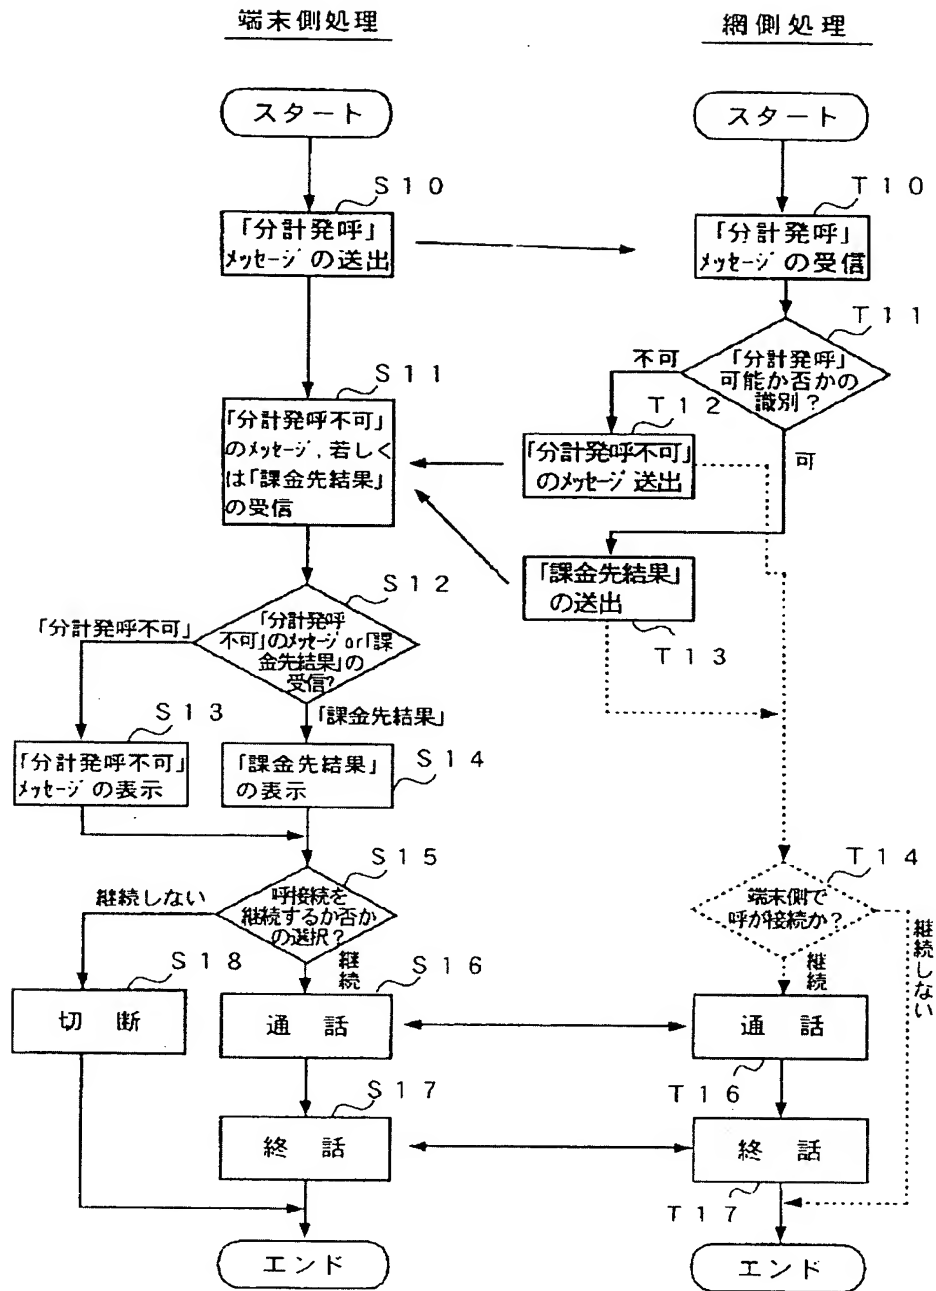 端末側処理
スタート
S10
「分計発呼」
メッセージの送出
S11
「分計発呼不可」
のメッセージ, 若しく
は「課金先結果」
の受信
S12
「分計発呼
不可」のメッセージor「課
金先結果」の
受信?
「分計発呼不可」
「課金先結果」
S13
「分計発呼不可」
メッセージの表示
S14
「課金先結果」
の表示
S15
呼接続を
継続するか否か
の選択?
継続しない
継続
S18
切断
S16
通話
S17
終話
エンド
網側処理
スタート
T10
「分計発呼」
メッセージの受信
T11
「分計発呼」
可能か否かの
識別?
不可
可
T12
「分計発呼不可」
のメッセージ送出
「課金先結果」
の送出
T13
T14
端末側で
呼が接続か?
継続
継続しない
通話
T16
終話
T17
エンド